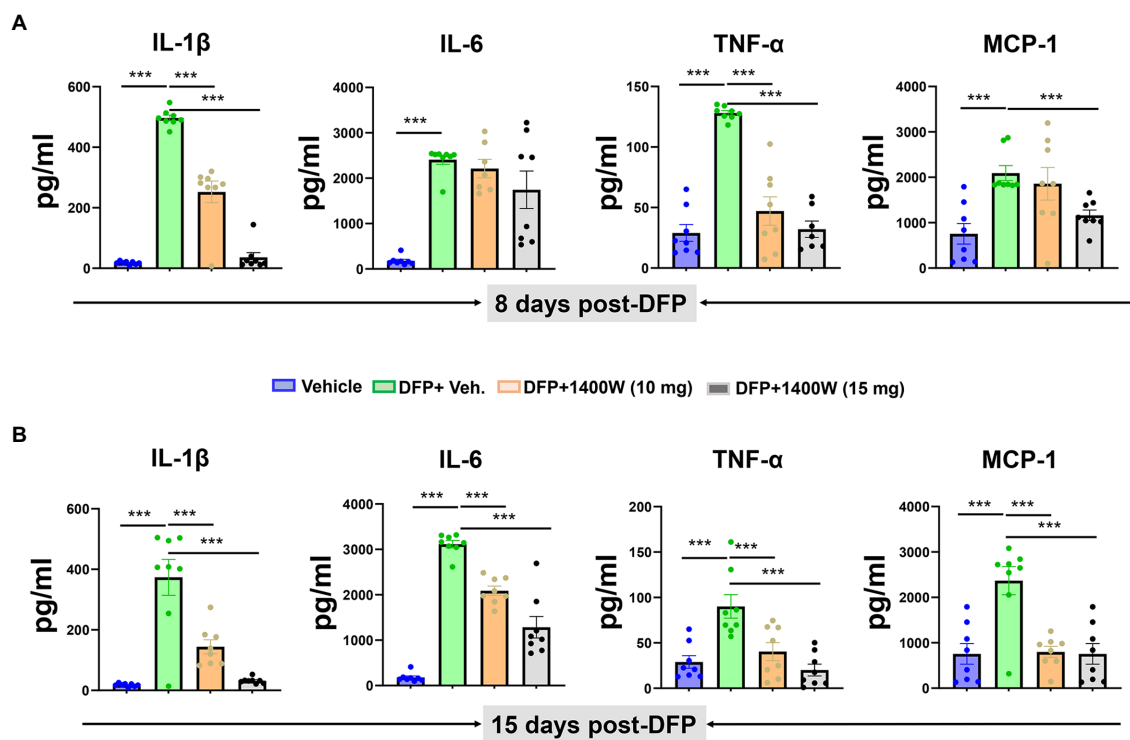 A
IL-1β
IL-6
TNF-α
MCP-1
*** ***
***
***
*** ***
***
*** ***
pg/ml
600
400
200
0
pg/ml
4000
3000
2000
1000
0
pg/ml
150
100
50
0
pg/ml
4000
3000
2000
1000
0
8 days post-DFP
Vehicle DFP+ Veh. DFP+1400W (10 mg) DFP+1400W (15 mg)
B
IL-1β
IL-6
TNF-α
MCP-1
*** ***
***
*** ***
***
*** ***
***
*** ***
***
pg/ml
600
400
200
0
pg/ml
4000
3000
2000
1000
0
pg/ml
200
150
100
50
0
pg/ml
4000
3000
2000
1000
0
15 days post-DFP